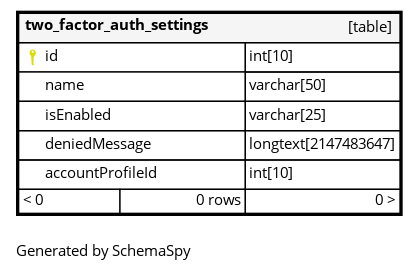 two_factor_auth_settings [table]
id int[10]
name varchar[50]
isEnabled varchar[25]
deniedMessage longtext[2147483647]
accountProfileId int[10]
< 0 0 rows 0 >
Generated by SchemaSpy